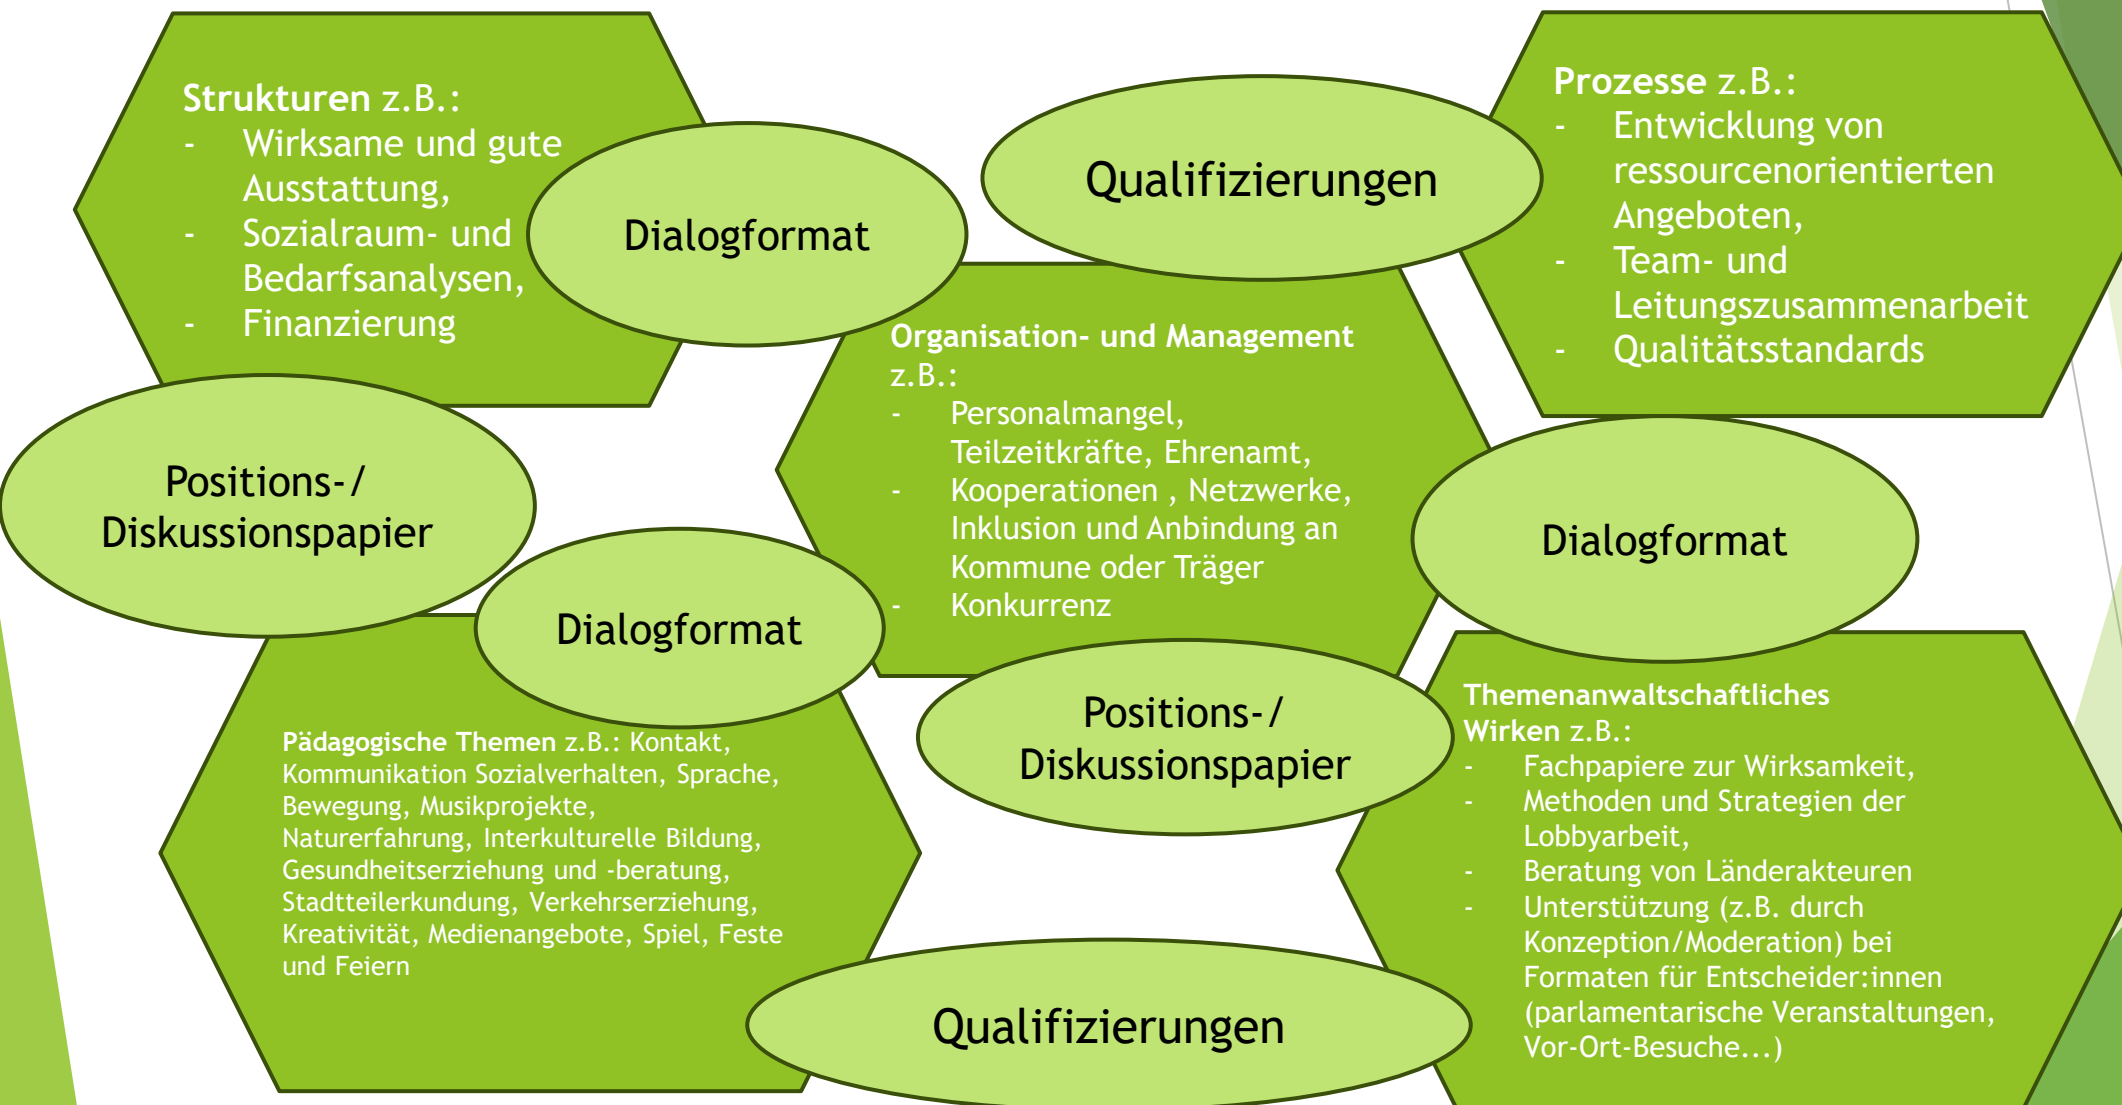 Strukturen z.B.:
- Wirksame und gute
Ausstattung,
- Sozialraum- und
Bedarfsanalysen,
- Finanzierung
Dialogformat
Qualifizierungen
Prozesse z.B.:
- Entwicklung von
ressourcenorientierten
Angeboten,
- Team- und
Leitungszusammenarbeit
- Qualitätsstandards
Positions-/
Diskussionspapier
Organisation- und Management
z.B.:
- Personalmangel,
Teilzeitkräfte, Ehrenamt,
- Kooperationen , Netzwerke,
Inklusion und Anbindung an
Kommune oder Träger
- Konkurrenz
Dialogformat
Dialogformat
Pädagogische Themen z.B.: Kontakt,
Kommunikation Sozialverhalten, Sprache,
Bewegung, Musikprojekte,
Naturerfahrung, Interkulturelle Bildung,
Gesundheitserziehung und -beratung,
Stadtteilerkundung, Verkehrserziehung,
Kreativität, Medienangebote, Spiel, Feste
und Feiern
Positions-/
Diskussionspapier
Themenanwaltschaftliches
Wirken z.B.:
- Fachpapiere zur Wirksamkeit,
- Methoden und Strategien der
Lobbyarbeit,
- Beratung von Länderakteuren
- Unterstützung (z.B. durch
Konzeption/Moderation) bei
Formaten für Entscheider:innen
(parlamentarische Veranstaltungen,
Vor-Ort-Besuche...)
Qualifizierungen